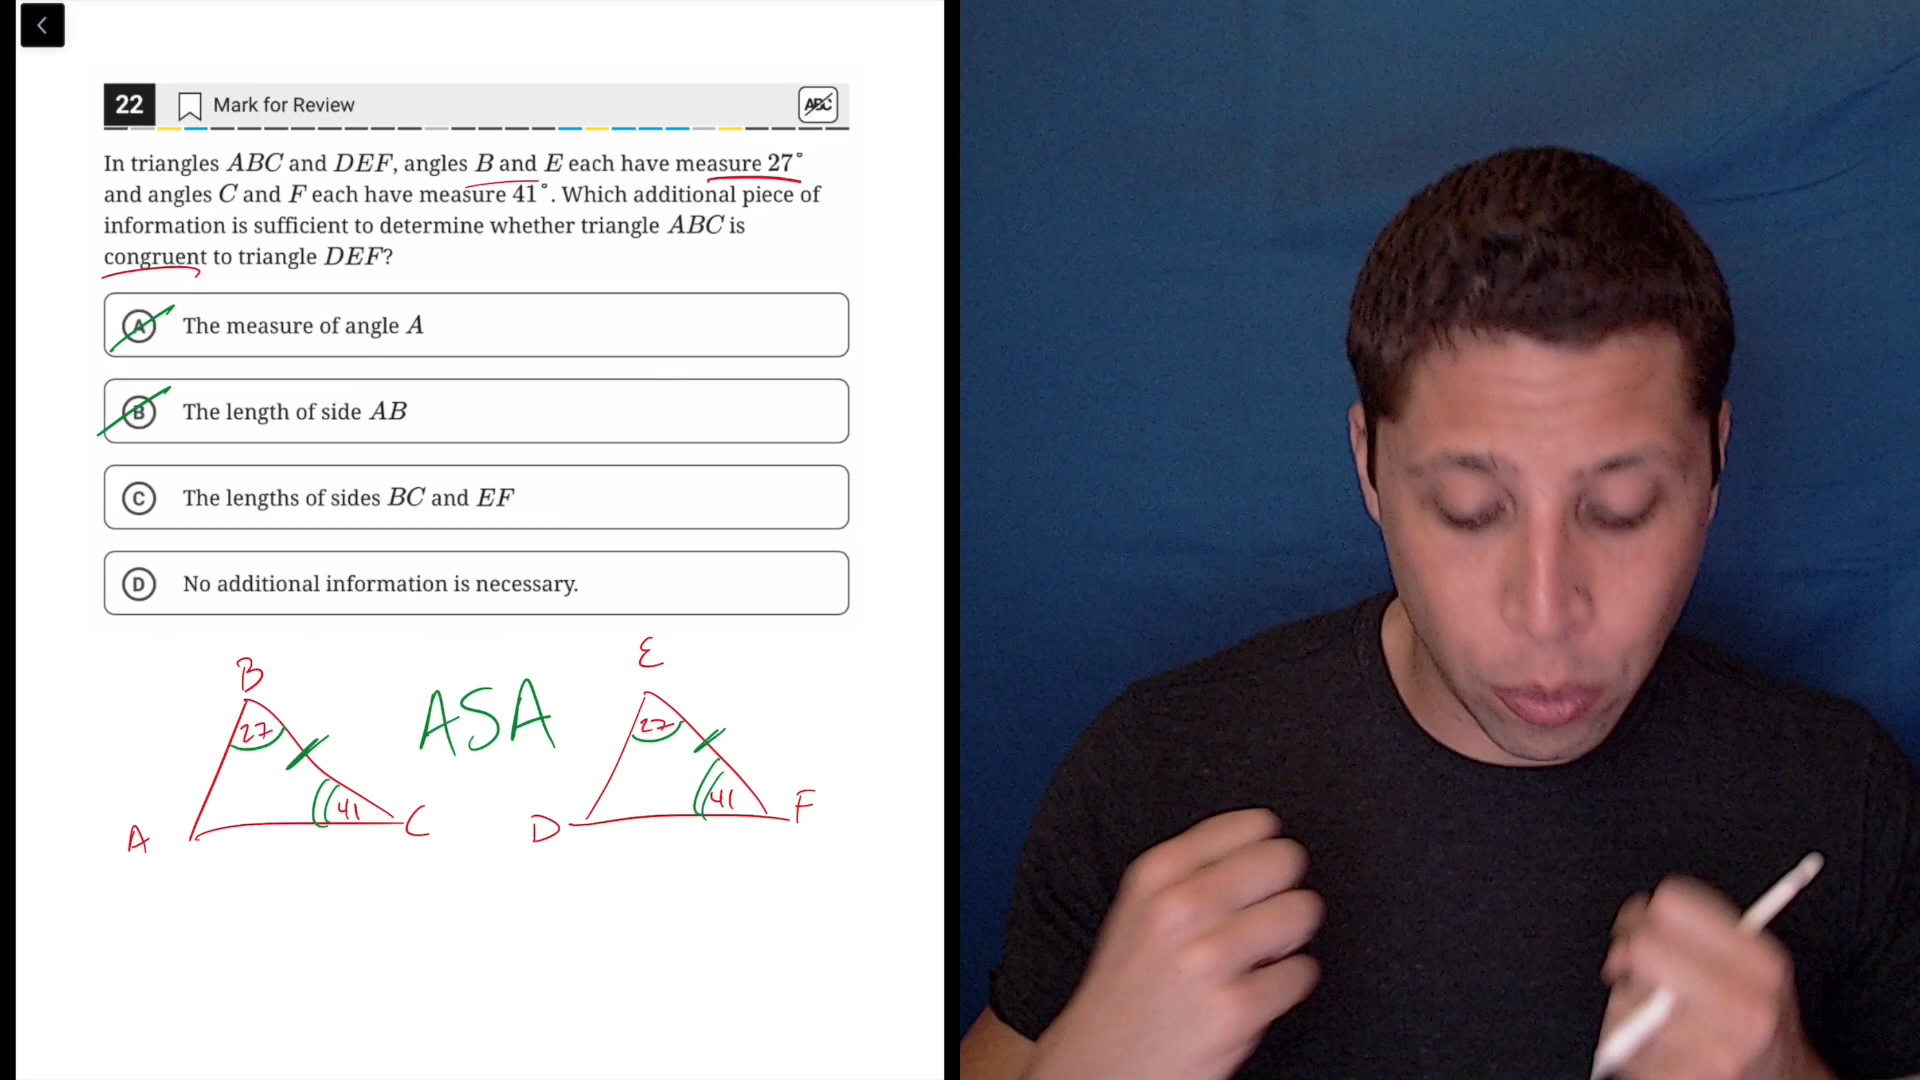 22 Mark for Review ABC
In triangles ABC and DEF, angles B and E each have measure 27°
and angles C and F each have measure 41°. Which additional piece of
information is sufficient to determine whether triangle ABC is
congruent to triangle DEF?
A The measure of angle A
B The length of side AB
C The lengths of sides BC and EF
D No additional information is necessary.
B E
ASA
27 27
41 41
A C D F